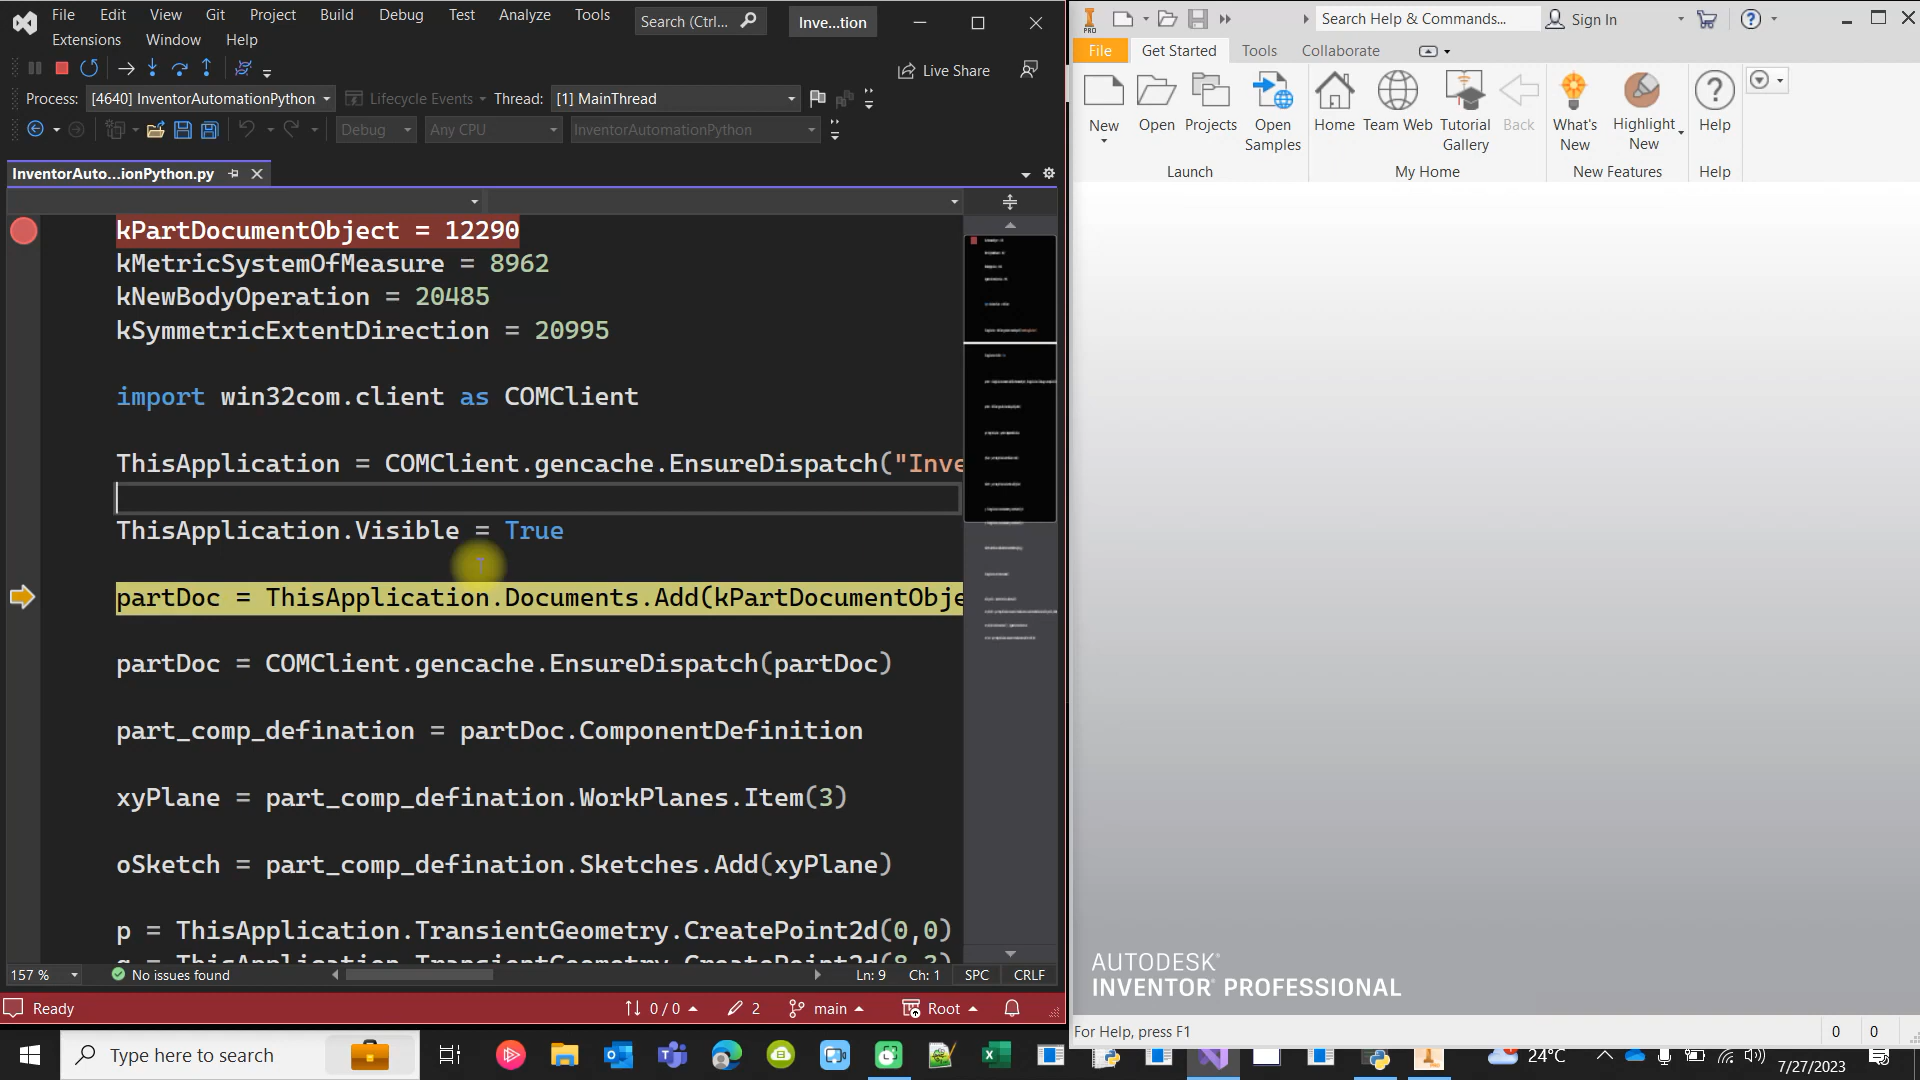 File Edit View Git Project Build Debug Test Analyze Tools Search (Ctrl... Inve...tion
Extensions Window Help
Live Share
Process: [4640] InventorAutomationPython. Lifecycle Events Thread: [1] MainThread
Debug Any CPU InventorAutomationPython
InventorAuto...ionPython.py
kPartDocumentObject = 12290
kMetricSystemOfMeasure = 8962
kNewBodyOperation = 20485
kSymmetricExtentDirection = 20995
import win32com.client as COMClient
ThisApplication = COMClient.gencache.EnsureDispatch("Inve
ThisApplication.Visible = True
partDoc = ThisApplication.Documents.Add(kPartDocumentObje
partDoc = COMClient.gencache.EnsureDispatch(partDoc)
part_comp_defination = partDoc.ComponentDefinition
xyPlane = part_comp_defination.WorkPlanes.Item(3)
oSketch = part_comp_defination.Sketches.Add(xyPlane)
p = ThisApplication.TransientGeometry.CreatePoint2d(0,0)
157 % No issues found Ln: 9 Ch: 1 SPC CRLF
Ready 0 / 0 2 main Root
PRO Search Help & Commands... Sign In
File Get Started Tools Collaborate
New Open Projects Open Samples Home Team Web Tutorial Gallery Back What's New Highlight New Help
Launch My Home New Features Help
AUTODESK®
INVENTOR® PROFESSIONAL
For Help, press F1 0 0
Type here to search 24°C 7/27/2023